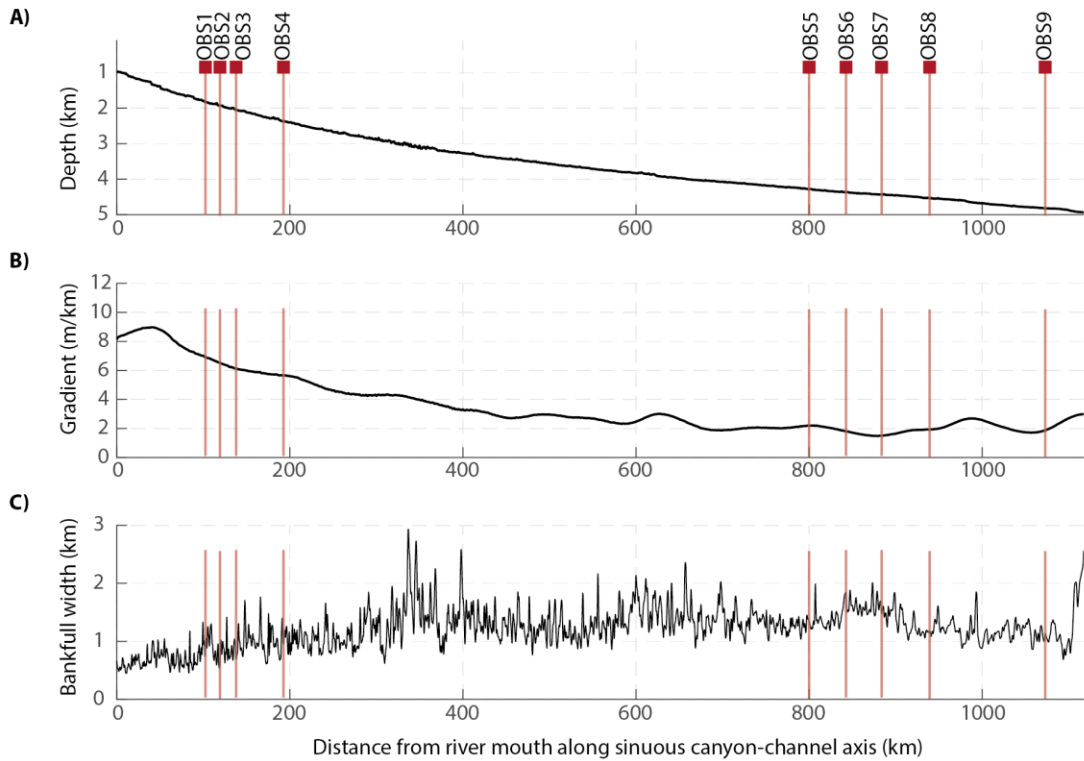 A)
OBS1
OBS2
OBS3
OBS4
OBS5
OBS6
OBS7
OBS8
OBS9
Depth (km)
1
2
3
4
5
0
200
400
600
800
1000
B)
Gradient (m/km)
12
10
8
6
4
2
0
0
200
400
600
800
1000
C)
Bankfull width (km)
3
2
1
0
0
200
400
600
800
1000
Distance from river mouth along sinuous canyon-channel axis (km)